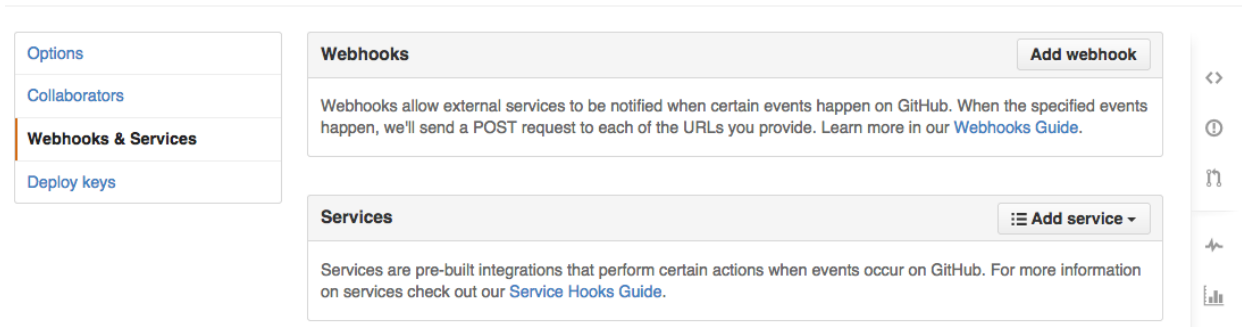 Options
Collaborators
Webhooks & Services
Deploy keys
Webhooks
Add webhook
Webhooks allow external services to be notified when certain events happen on GitHub. When the specified events
happen, we'll send a POST request to each of the URLs you provide. Learn more in our Webhooks Guide.
Services
Add service
Services are pre-built integrations that perform certain actions when events occur on GitHub. For more information
on services check out our Service Hooks Guide.